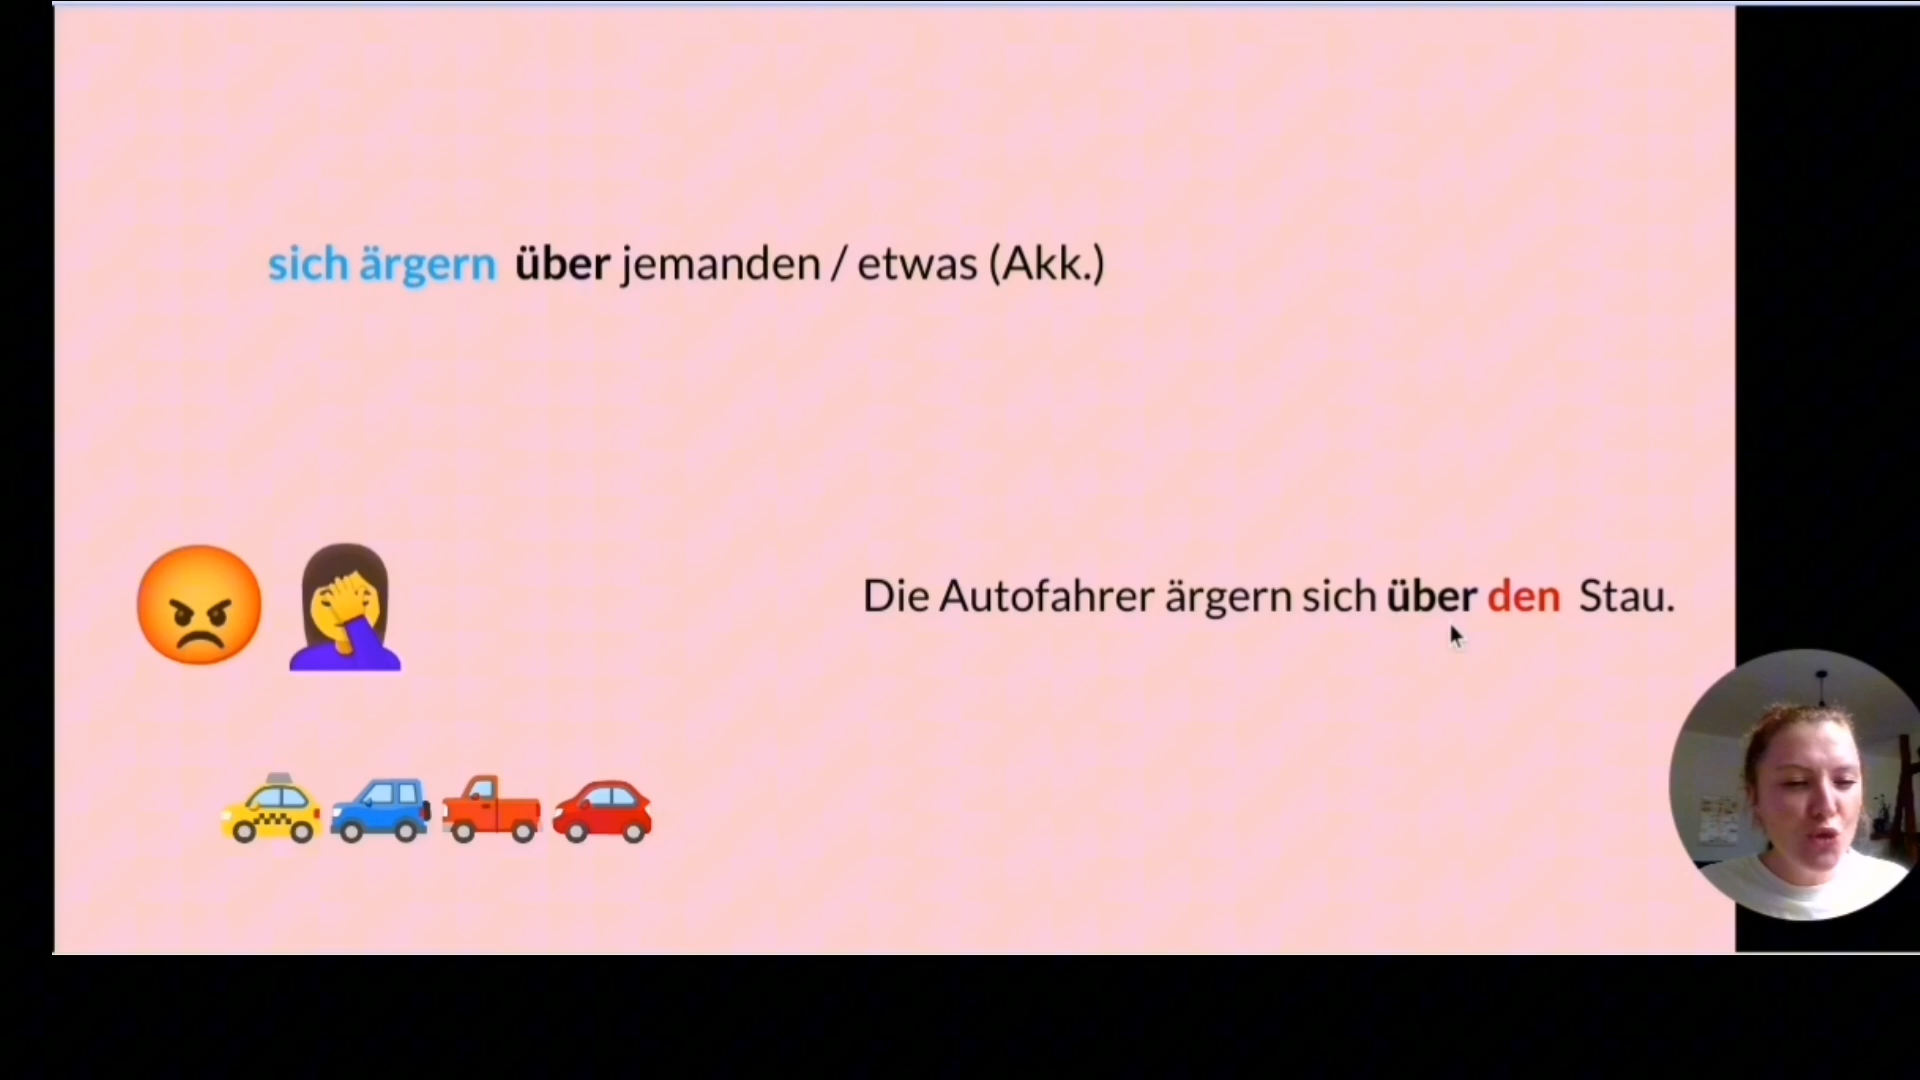 sich ärgern über jemanden / etwas (Akk.)
Die Autofahrer ärgern sich über den Stau.